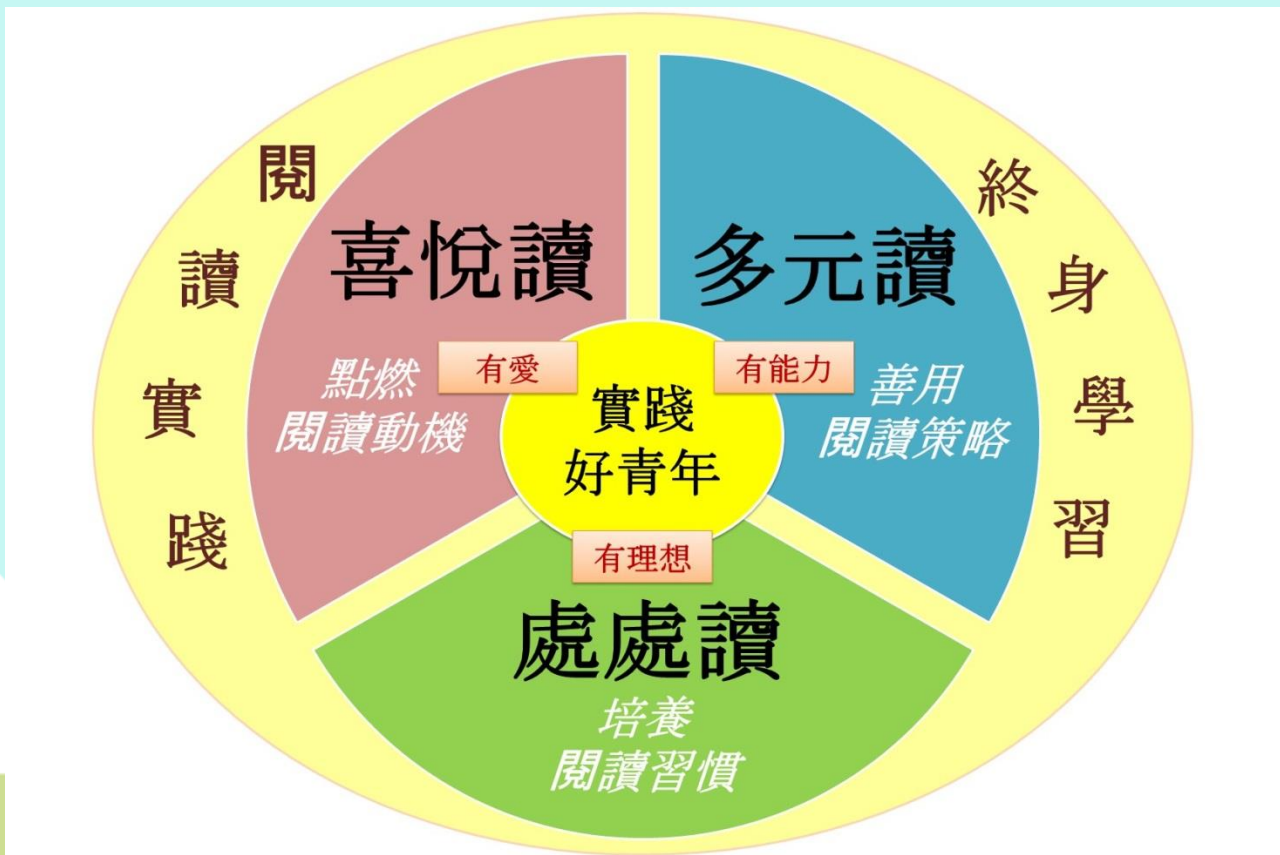 閱讀實踐
終身學習
喜悅讀
點燃
閱讀動機
有愛
多元讀
有能力
善用
閱讀策略
實踐
好青年
有理想
處處讀
培養
閱讀習慣